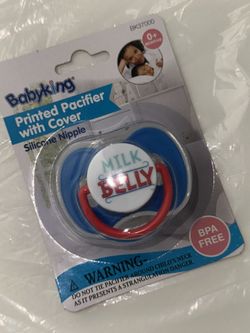 BK37000
Babyking
0+
Printed Pacifier
with Cover
Silicone Nipple
MILK
BELLY
BPA
FREE
WARNING-
DO NOT TIE PACIFIER AROUND CHILD'S NECK
AS IT PRESENTS A STRANGULATION DANGER